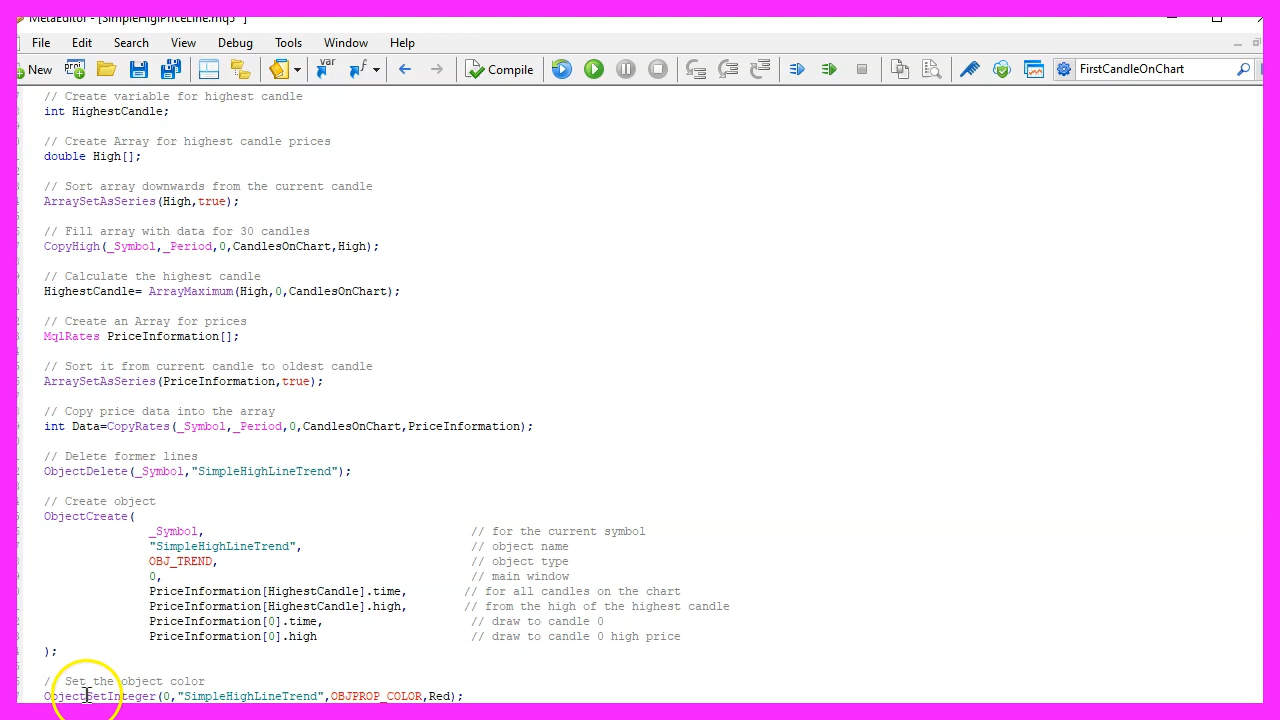 MetaEditor - [SimpleHighPriceLine.mq5 *]
File Edit Search View Debug Tools Window Help
New Compile FirstCandleOnChart
// Create variable for highest candle
int HighestCandle;
// Create Array for highest candle prices
double High[];
// Sort array downwards from the current candle
ArraySetAsSeries(High,true);
// Fill array with data for 30 candles
CopyHigh(_Symbol,_Period,0,CandlesOnChart,High);
// Calculate the highest candle
HighestCandle= ArrayMaximum(High,0,CandlesOnChart);
// Create an Array for prices
MqlRates PriceInformation[];
// Sort it from current candle to oldest candle
ArraySetAsSeries(PriceInformation,true);
// Copy price data into the array
int Data=CopyRates(_Symbol,_Period,0,CandlesOnChart,PriceInformation);
// Delete former lines
ObjectDelete(_Symbol,"SimpleHighLineTrend");
// Create object
ObjectCreate(
_Symbol, // for the current symbol
"SimpleHighLineTrend", // object name
OBJ_TREND, // object type
0, // main window
PriceInformation[HighestCandle].time, // for all candles on the chart
PriceInformation[HighestCandle].high, // from the high of the highest candle
PriceInformation[0].time, // draw to candle 0
PriceInformation[0].high // draw to candle 0 high price
);
// Set the object color
ObjectSetInteger(0,"SimpleHighLineTrend",OBJPROP_COLOR,Red);